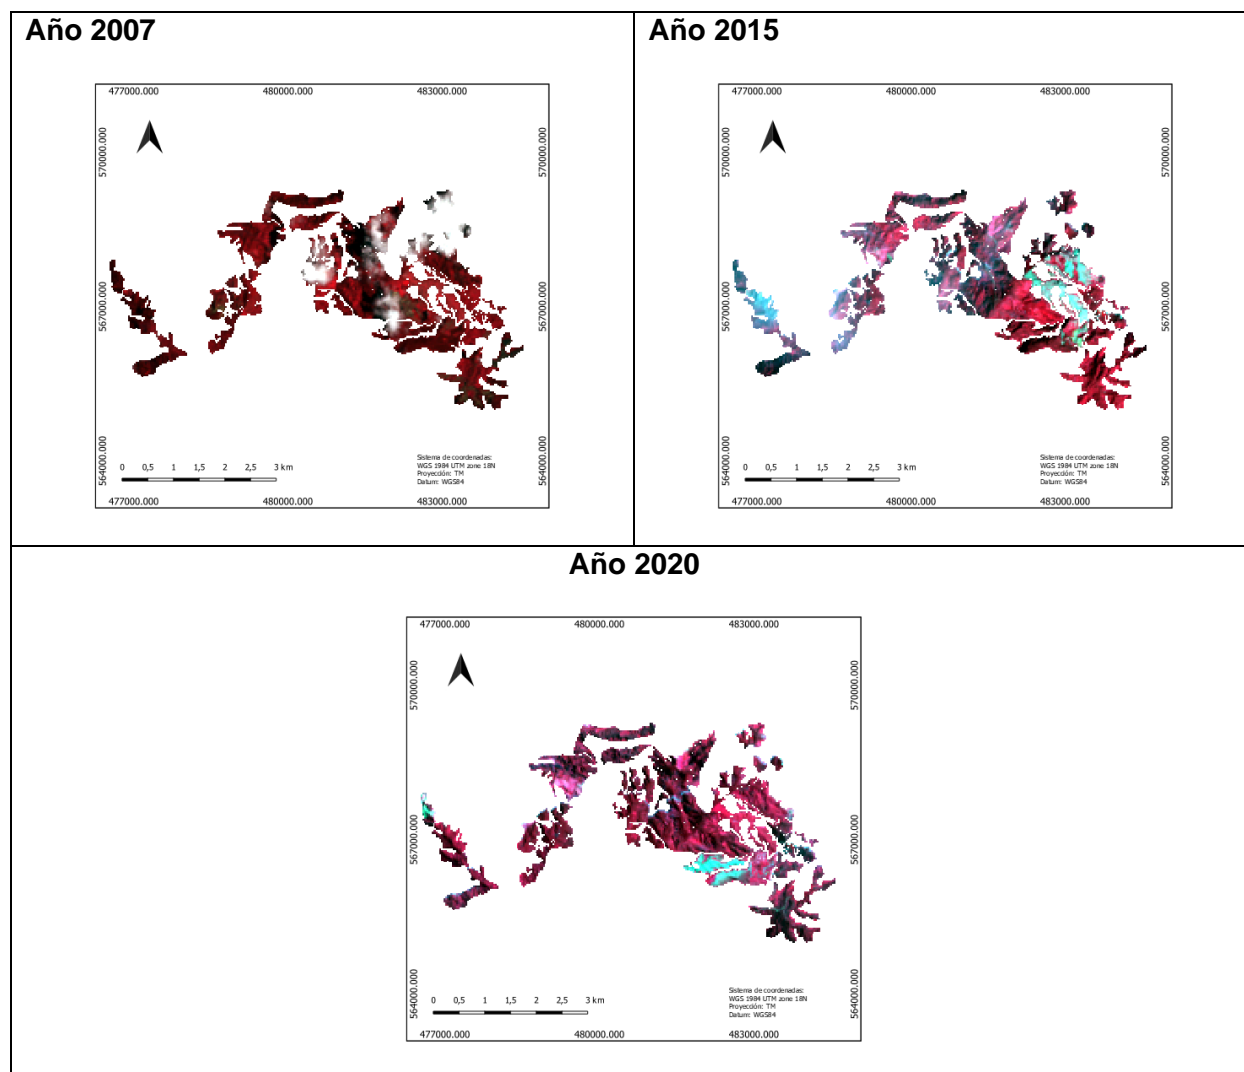 Año 2007
477000.000 480000.000 483000.000
570000.000 570000.000
567000.000 567000.000
564000.000 564000.000
0 0,5 1 1,5 2 2,5 3 km
Sistema de coordenadas:
WGS 1984 UTM zone 18N
Proyección: TM
Datum: WGS84
477000.000 480000.000 483000.000
Año 2015
477000.000 480000.000 483000.000
570000.000 570000.000
567000.000 567000.000
564000.000 564000.000
0 0,5 1 1,5 2 2,5 3 km
Sistema de coordenadas:
WGS 1984 UTM zone 18N
Proyección: TM
Datum: WGS84
477000.000 480000.000 483000.000
Año 2020
477000.000 480000.000 483000.000
570000.000 570000.000
567000.000 567000.000
564000.000 564000.000
0 0,5 1 1,5 2 2,5 3 km
Sistema de coordenadas:
WGS 1984 UTM zone 18N
Proyección: TM
Datum: WGS84
477000.000 480000.000 483000.000